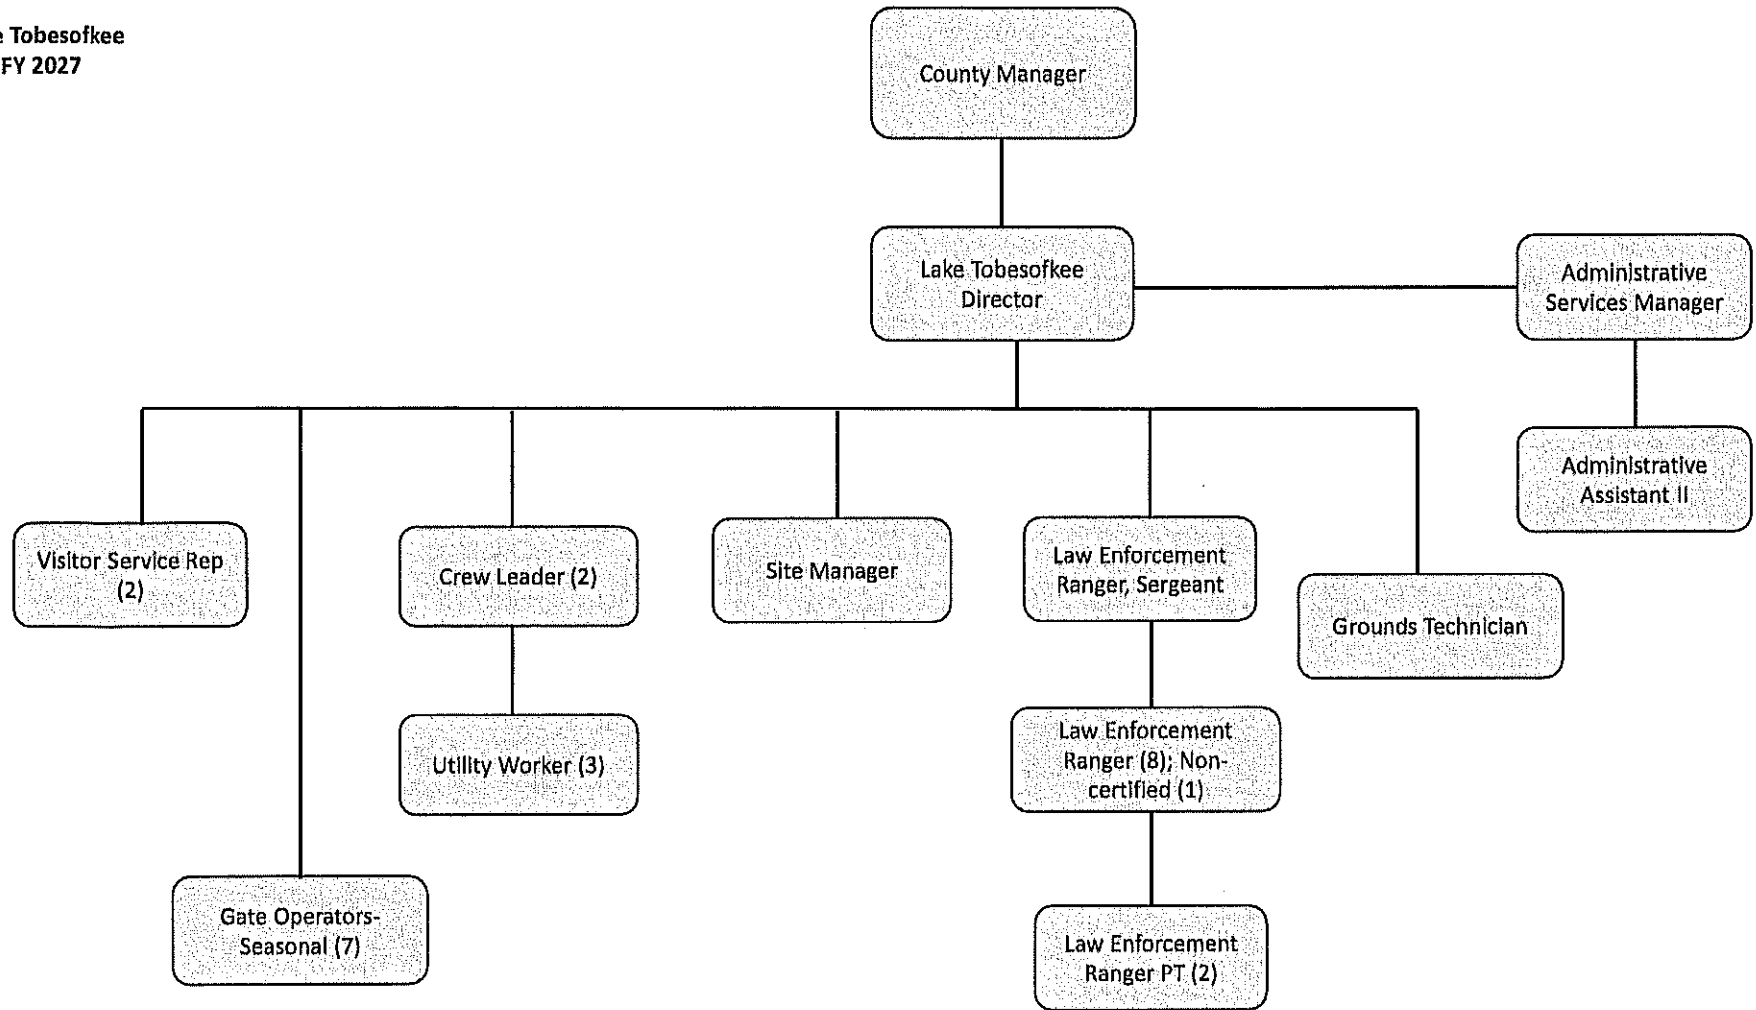 Tobesofkee
FY 2027
County Manager
Lake Tobesofkee
Director
Administrative
Services Manager
Administrative
Assistant II
Visitor Service Rep
(2)
Crew Leader (2)
Site Manager
Law Enforcement
Ranger, Sergeant
Grounds Technician
Utility Worker (3)
Law Enforcement
Ranger (8); Non-
certified (1)
Gate Operators-
Seasonal (7)
Law Enforcement
Ranger PT (2)